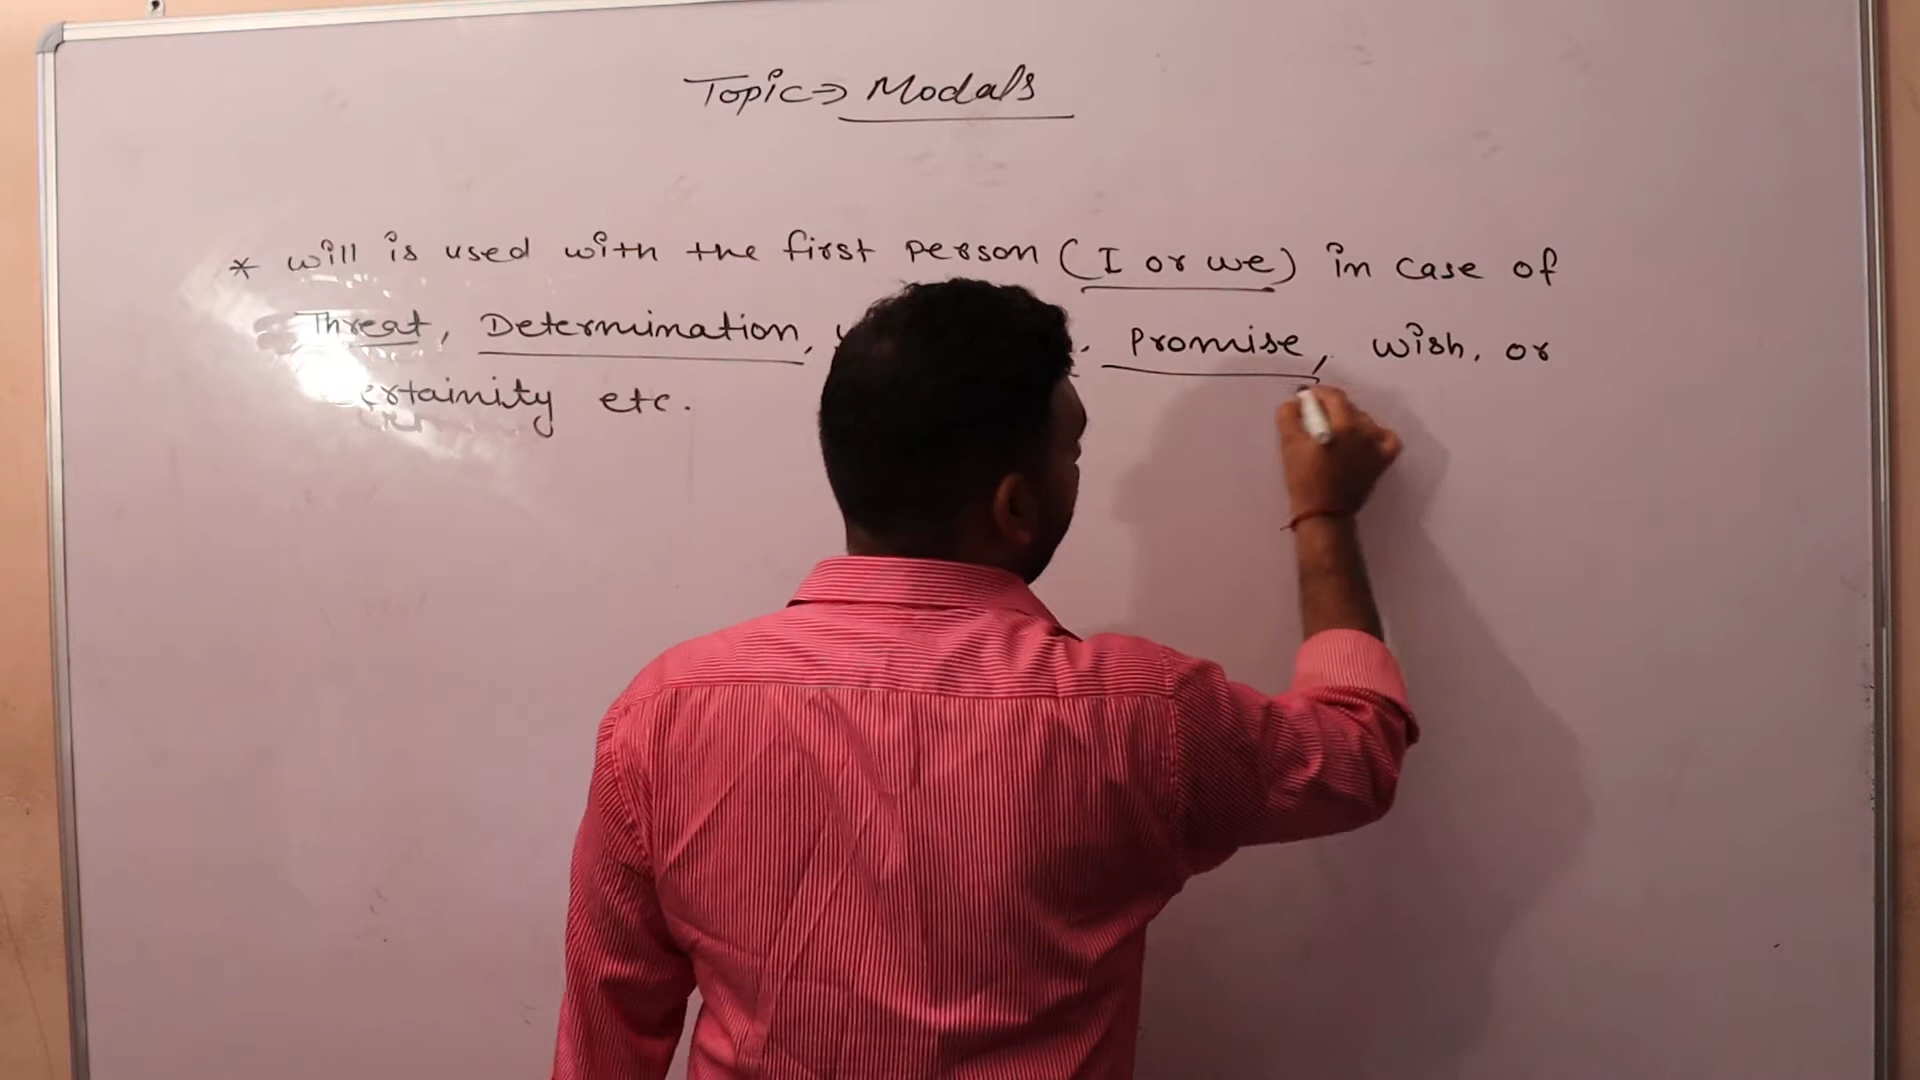 Topic ⇒ Modals
* will is used with the first person (I or we) in case of
Threat, Determination, Promise, wish, or
ertainity etc.